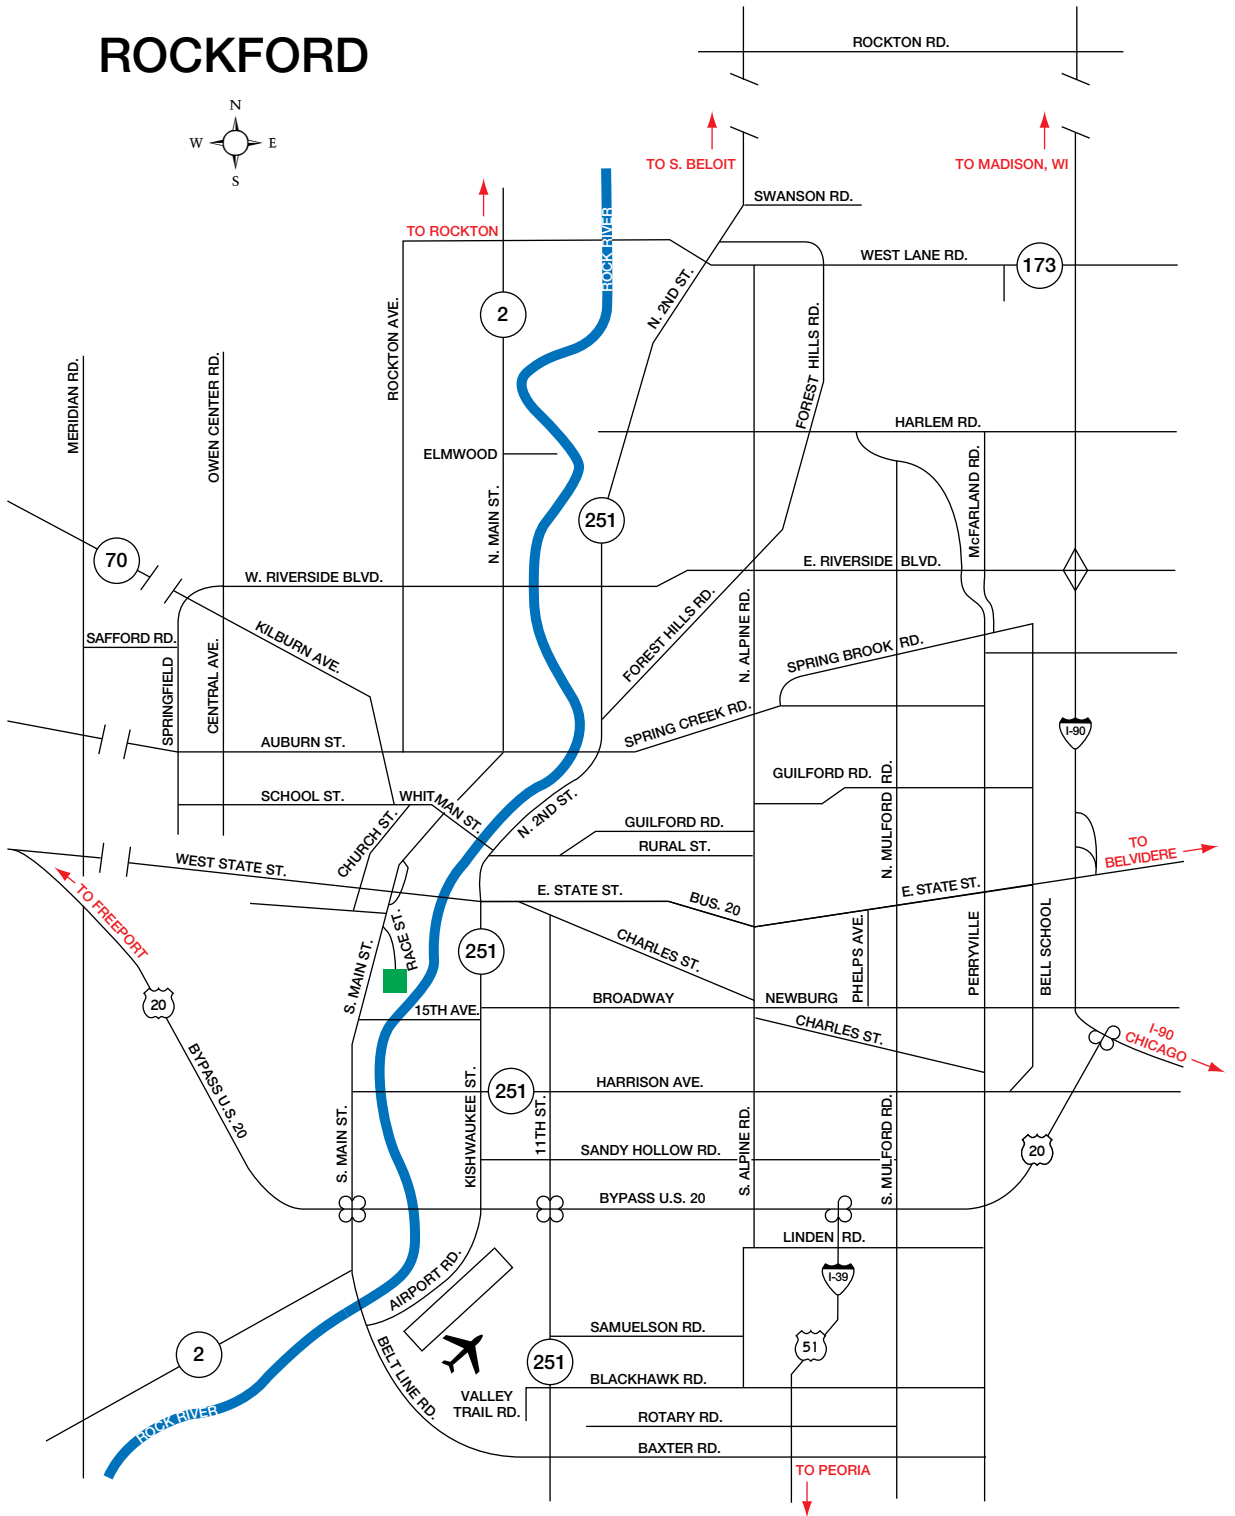 ROCKFORD
ROCKTON RD.
N
W
E
S
TO S. BELOIT
TO MADISON, WI
SWANSON RD.
TO ROCKTON
ROCK RIVER
WEST LANE RD.
173
N. 2ND ST.
2
ROCKTON AVE.
FOREST HILLS RD.
MERIDIAN RD.
OWEN CENTER RD.
HARLEM RD.
ELMWOOD
McFARLAND RD.
N. MAIN ST.
251
70
E. RIVERSIDE BLVD.
W. RIVERSIDE BLVD.
KILBURN AVE.
SAFFORD RD.
FOREST HILLS RD.
N. ALPINE RD.
SPRING BROOK RD.
SPRINGFIELD
CENTRAL AVE.
SPRING CREEK RD.
I-90
AUBURN ST.
GUILFORD RD.
N. MULFORD RD.
SCHOOL ST.
WHITMAN ST.
N. 2ND ST.
GUILFORD RD.
CHURCH ST.
RURAL ST.
TO
BELVIDERE
WEST STATE ST.
E. STATE ST.
BUS. 20
E. STATE ST.
TO FREEPORT
RACE ST.
CHARLES ST.
PHELPS AVE.
PERRYVILLE
BELL SCHOOL
251
S. MAIN ST.
20
15TH AVE.
BROADWAY
NEWBURG
CHARLES ST.
I-90
CHICAGO
BYPASS U.S. 20
KISHWAUKEE ST.
251
HARRISON AVE.
S. MAIN ST.
11TH ST.
S. ALPINE RD.
S. MULFORD RD.
20
SANDY HOLLOW RD.
BYPASS U.S. 20
LINDEN RD.
AIRPORT RD.
I-39
SAMUELSON RD.
51
2
BELT LINE RD.
251
BLACKHAWK RD.
VALLEY
TRAIL RD.
ROCK RIVER
ROTARY RD.
BAXTER RD.
TO PEORIA